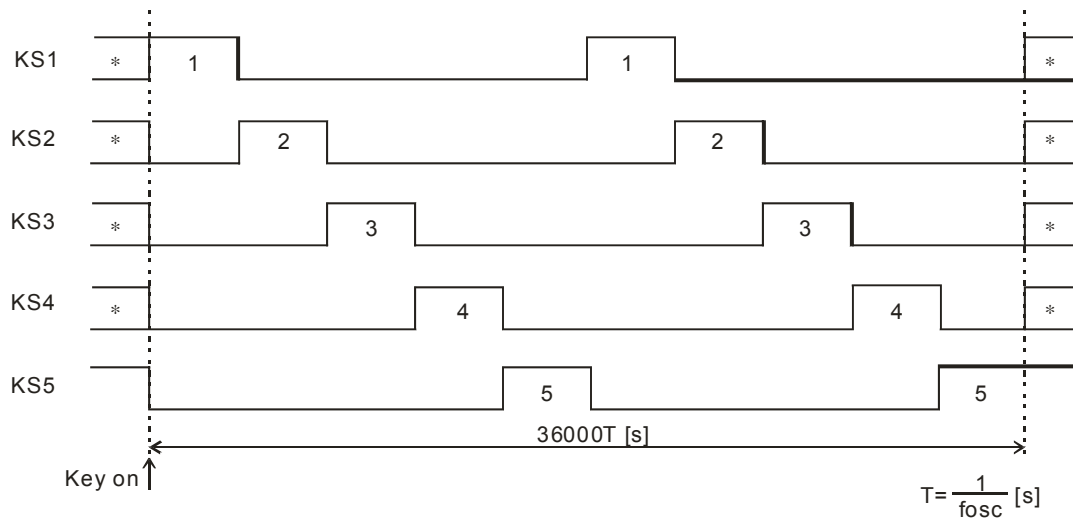 KS1 * 1 1 *
KS2 * 2 2 *
KS3 * 3 3 *
KS4 * 4 4 *
KS5 5 5
36000T [s]
Key on
T= 1/fosc [s]